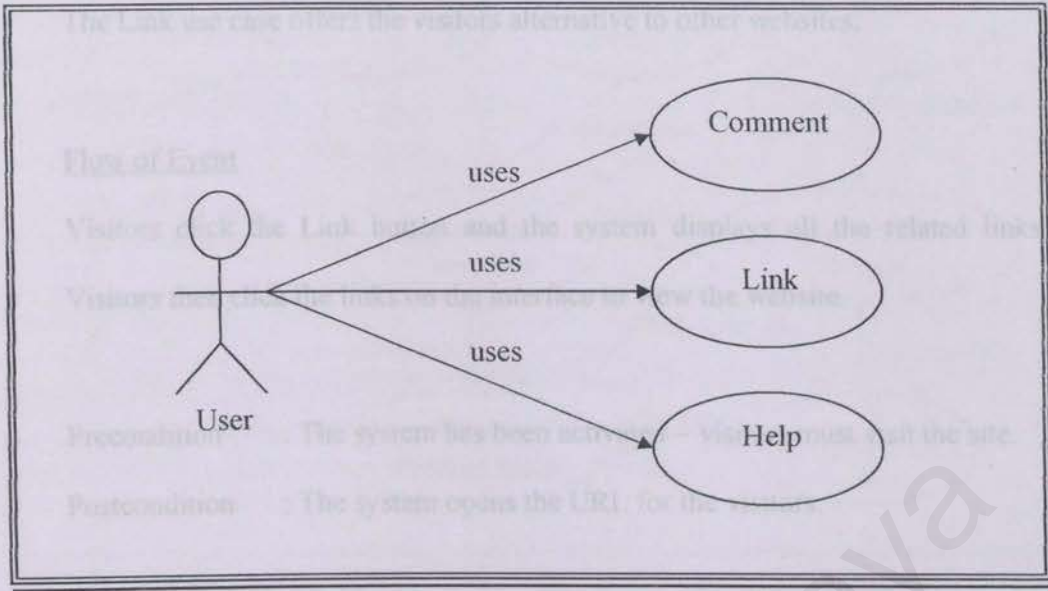 The Link use case offers the visitors alternative to other websites.
Comment
Flow of Event
uses
Visitors click the Link button and the system displays all the related links
uses
Link
Visitors then click the links on the interface to view the website.
uses
User
Help
Precondition : The system has been activated – visitors must visit the site.
Postcondition : The system opens the URL for the visitors.
va